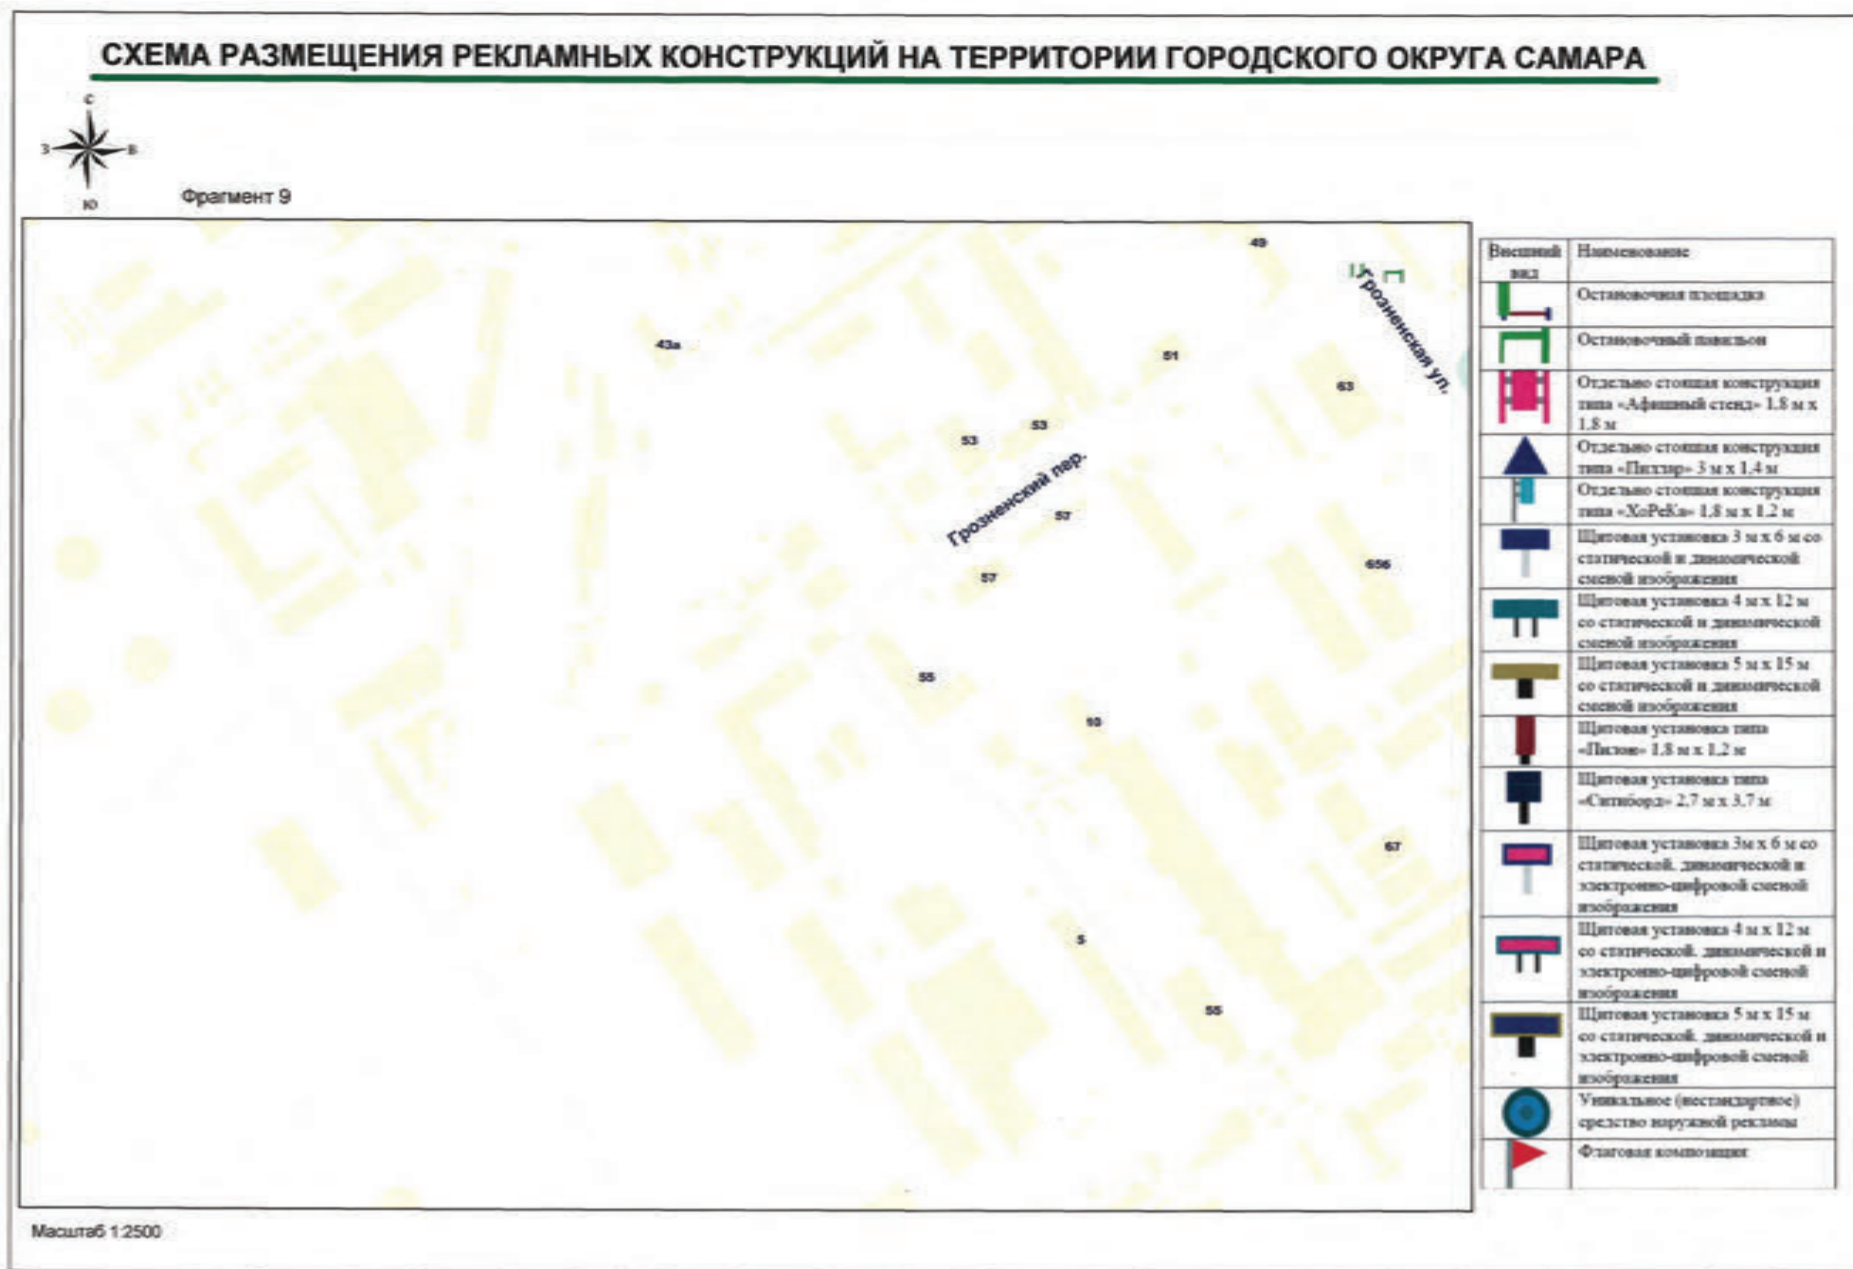 СХЕМА РАЗМЕЩЕНИЯ РЕКЛАМНЫХ КОНСТРУКЦИЙ НА ТЕРРИТОРИИ ГОРОДСКОГО ОКРУГА САМАРА
С
З В
Ю
Фрагмент 9
49
Грозненская ул.
43а
51
63
53
53
Грозненский пер.
57
57
65б
55
10
67
5
55
Внешний вид
Наименование
Остановочная площадка
Остановочный павильон
Отдельно стоящая конструкция
типа «Афишный стенд» 1,8 м х
1,8 м
Отдельно стоящая конструкция
типа «Пиллар» 3 м х 1,4 м
Отдельно стоящая конструкция
типа «ХоРеКа» 1,8 м х 1,2 м
Щитовая установка 3 м х 6 м со
статической и динамической
сменой изображения
Щитовая установка 4 м х 12 м
со статической и динамической
сменой изображения
Щитовая установка 5 м х 15 м
со статической и динамической
сменой изображения
Щитовая установка типа
«Пилон» 1,8 м х 1,2 м
Щитовая установка типа
«Ситиборд» 2,7 м х 3,7 м
Щитовая установка 3м х 6 м со
статической, динамической и
электронно-цифровой сменой
изображения
Щитовая установка 4 м х 12 м
со статической, динамической и
электронно-цифровой сменой
изображения
Щитовая установка 5 м х 15 м
со статической, динамической и
электронно-цифровой сменой
изображения
Уникальное (нестандартное)
средство наружной рекламы
Флаговая композиция
Масштаб 1:2500